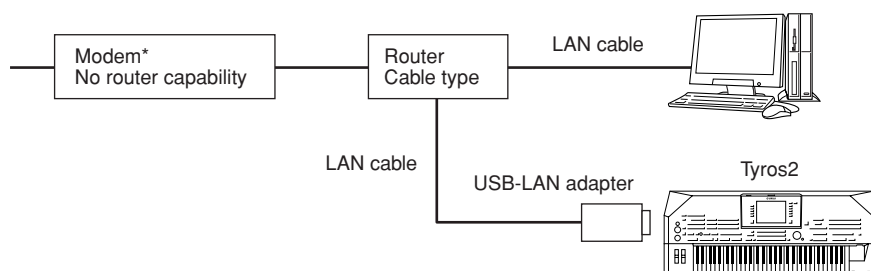 Modem*
No router capability
Router
Cable type
LAN cable
LAN cable
USB-LAN adapter
Tyros2